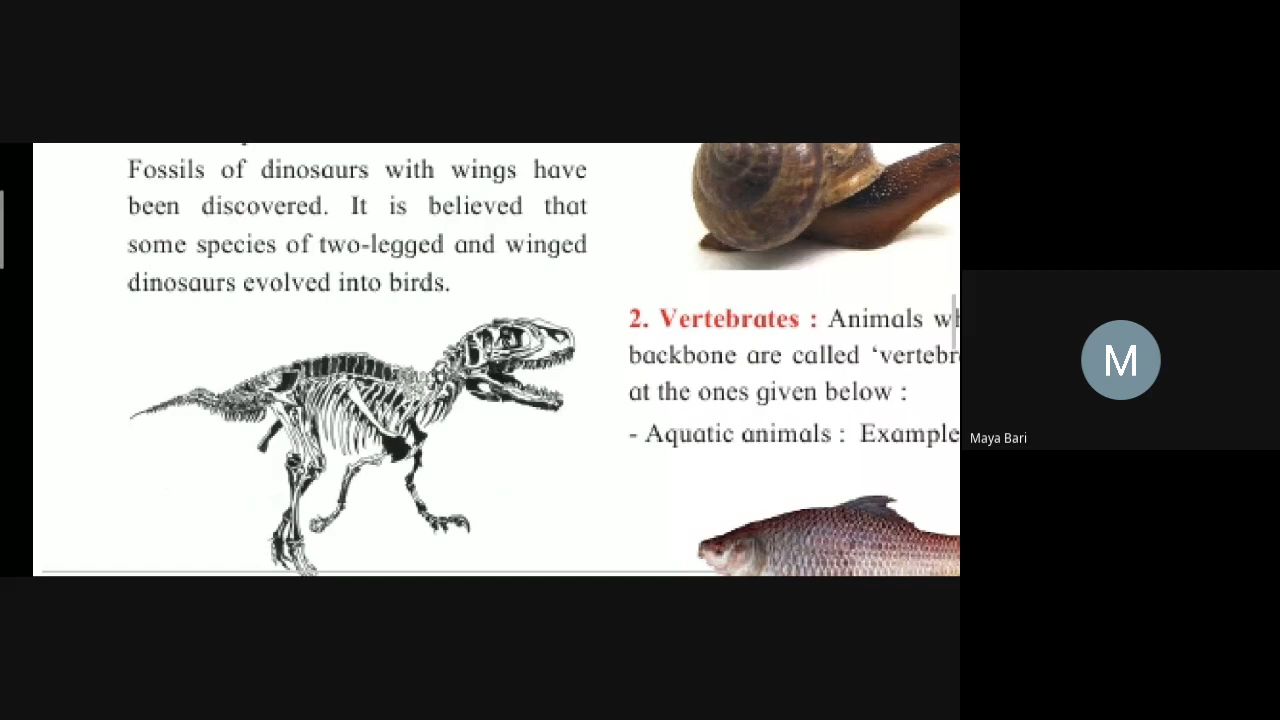 Fossils of dinosaurs with wings have
been discovered. It is believed that
some species of two-legged and winged
dinosaurs evolved into birds.
2. Vertebrates : Animals
backbone are called
at the ones given below :
- Aquatic animals : Example
M
Maya Bari